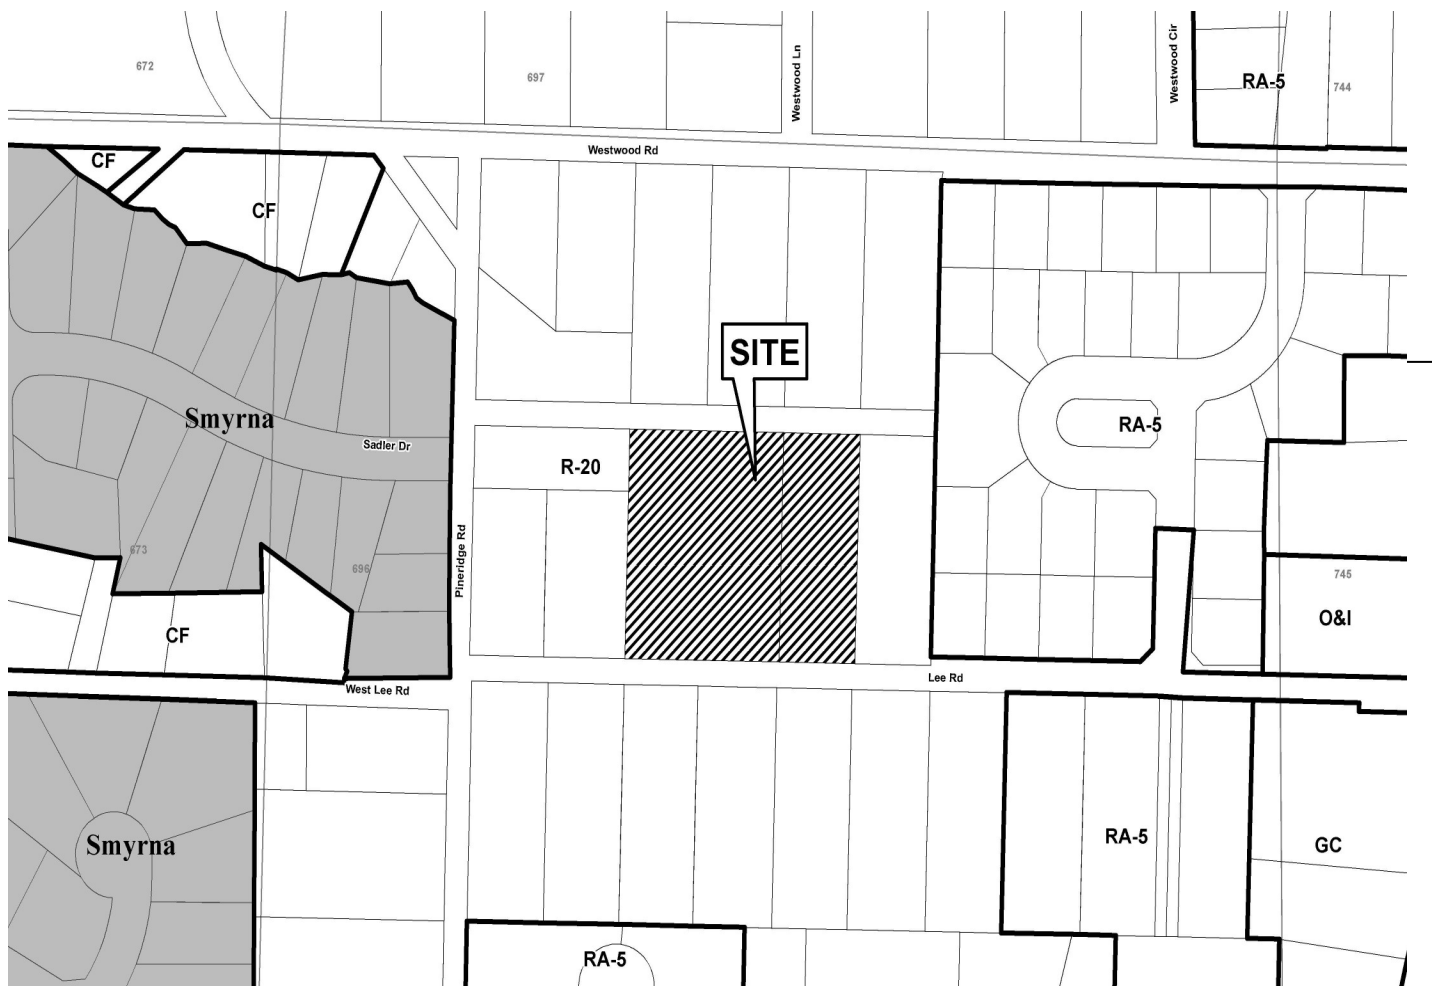 672
697
Westwood Ln
Westwood Cir
RA-5
744
CF
Westwood Rd
CF
SITE
Smyrna
Sadler Dr
RA-5
R-20
Pineridge Rd
673
696
745
O&I
CF
West Lee Rd
Lee Rd
Smyrna
RA-5
GC
RA-5